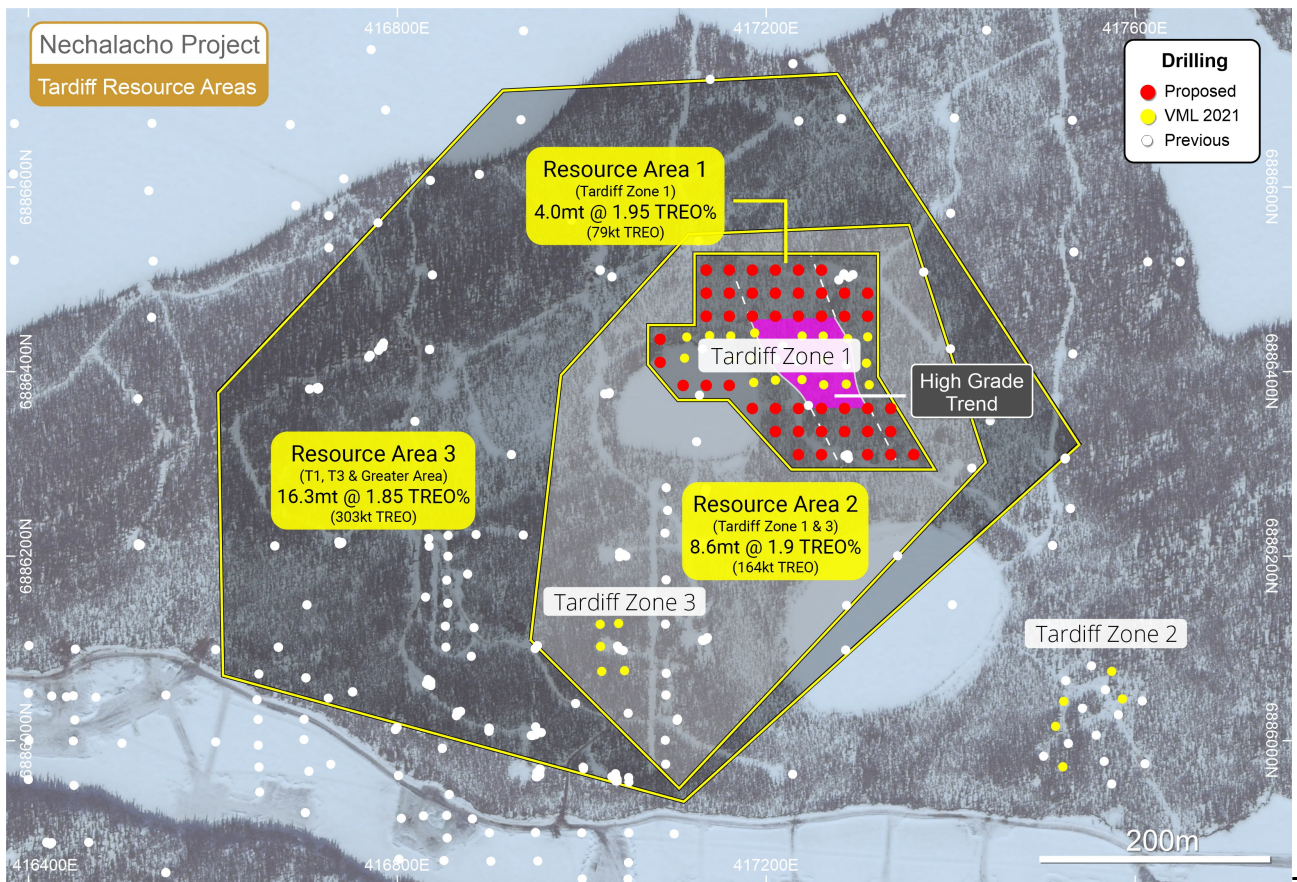 416800E
417200E
417600E
Nechalacho Project
Tardiff Resource Areas
Drilling
Proposed
VML 2021
Previous
6886600N
6886600N
Resource Area 1
(Tardiff Zone 1)
4.0mt @ 1.95 TREO%
(79kt TREO)
Tardiff Zone 1
6886400N
6886400N
High Grade
Trend
Resource Area 3
(T1, T3 & Greater Area)
16.3mt @ 1.85 TREO%
(303kt TREO)
Resource Area 2
(Tardiff Zone 1 & 3)
8.6mt @ 1.9 TREO%
(164kt TREO)
6886200N
6886200N
Tardiff Zone 3
Tardiff Zone 2
6886000N
6886000N
200m
416400E
416800E
417200E